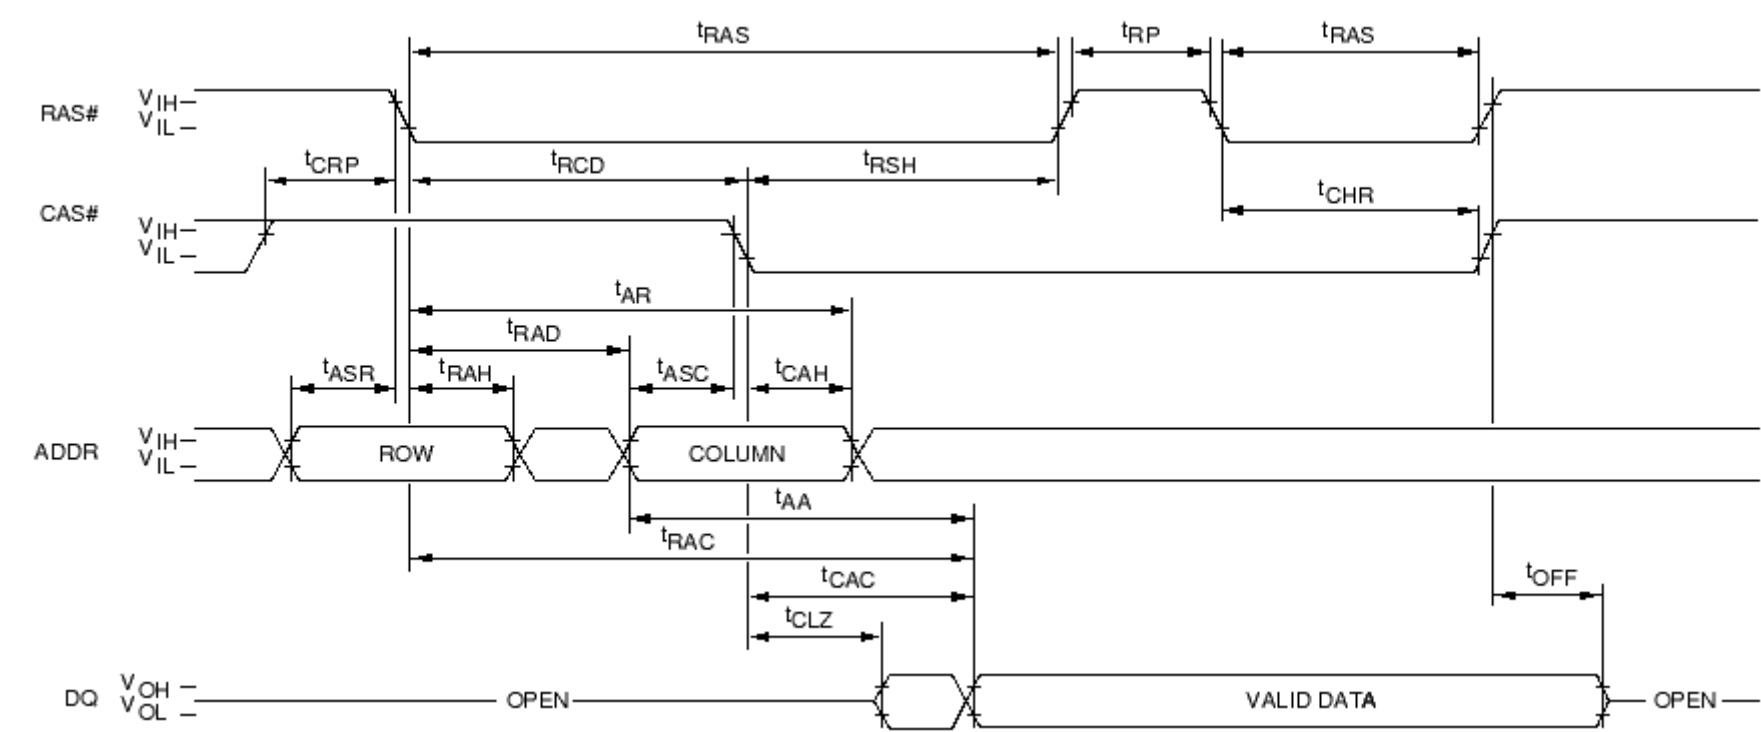 tRAS tRP tRAS
RAS# VIH
VIL
tCRP tRCD tRSH
tCHR
CAS# VIH
VIL
tAR
tRAD
tASR tRAH tASC tCAH
ADDR VIH
VIL
ROW COLUMN
tAA
tRAC
tCAC tOFF
tCLZ
DQ VOH
VOL
OPEN VALID DATA OPEN